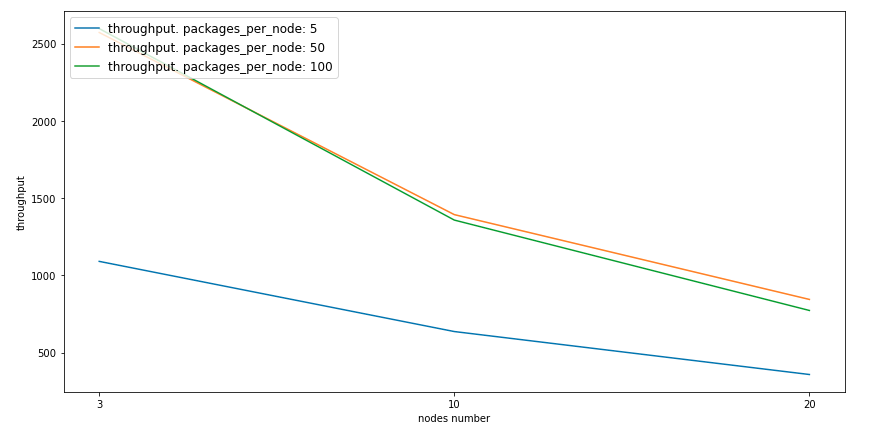 throughput. packages_per_node: 5
throughput. packages_per_node: 50
throughput. packages_per_node: 100
2500
2000
1500
1000
500
throughput
3 10 20
nodes number